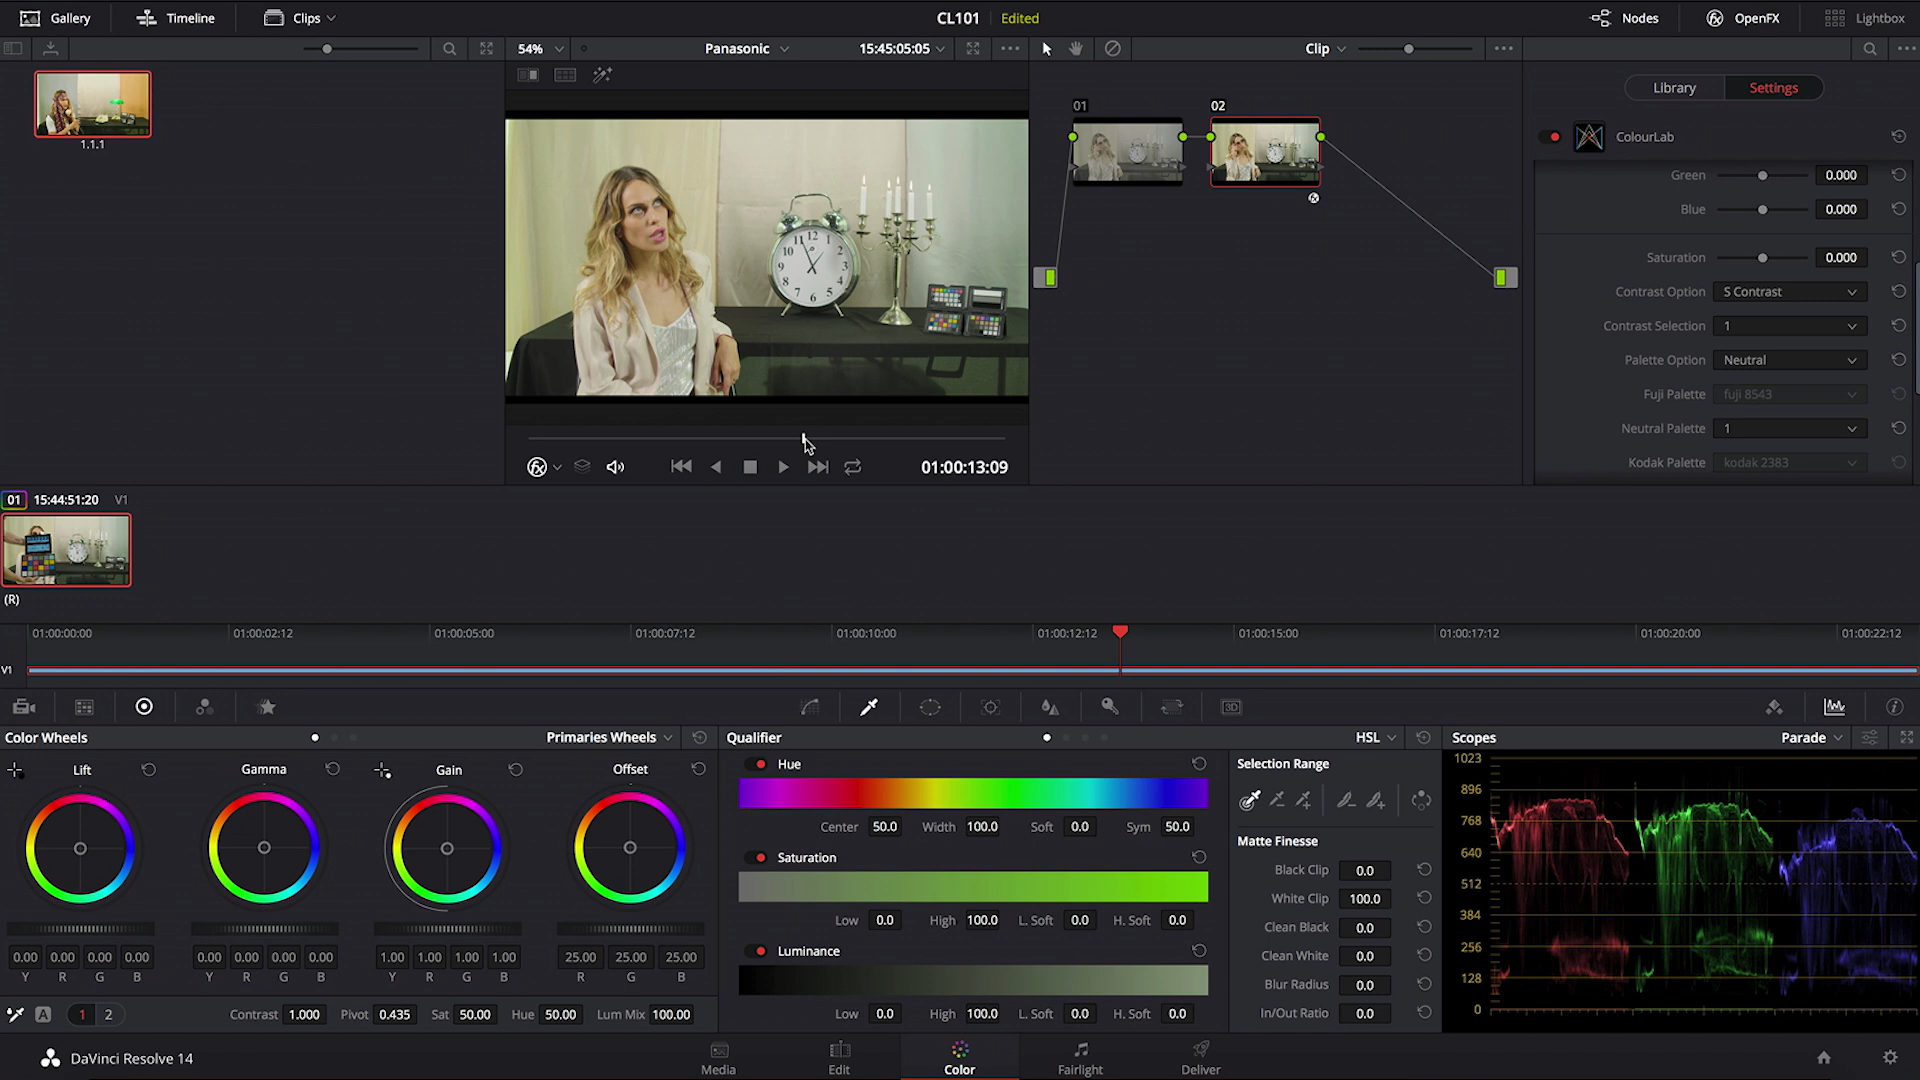 Gallery Timeline Clips CL101 Edited Nodes OpenFX Lightbox
54% Panasonic 15:45:05:05 Clip
Library Settings
1.1.1
01 02
ColourLab
Green 0.000
Blue 0.000
Saturation 0.000
Contrast Option S Contrast
Contrast Selection 1
Palette Option Neutral
Fuji Palette fuji 8543
Neutral Palette 1
Kodak Palette kodak 2383
01:00:13:09
01 15:44:51:20 V1
(R)
01:00:00:00 01:00:02:12 01:00:05:00 01:00:07:12 01:00:10:00 01:00:12:12 01:00:15:00 01:00:17:12 01:00:20:00 01:00:22:12
V1
3D
Color Wheels Primaries Wheels
Lift Gamma Gain Offset
0.00 0.00 0.00 0.00 0.00 0.00 0.00 0.00 1.00 1.00 1.00 1.00 25.00 25.00 25.00
Y R G B Y R G B Y R G B R G B
A 1 2 Contrast 1.000 Pivot 0.435 Sat 50.00 Hue 50.00 Lum Mix 100.00
Qualifier HSL
Hue
Center 50.0 Width 100.0 Soft 0.0 Sym 50.0
Saturation
Low 0.0 High 100.0 L. Soft 0.0 H. Soft 0.0
Luminance
Low 0.0 High 100.0 L. Soft 0.0 H. Soft 0.0
Selection Range
Matte Finesse
Black Clip 0.0
White Clip 100.0
Clean Black 0.0
Clean White 0.0
Blur Radius 0.0
In/Out Ratio 0.0
Scopes Parade
1023
896
768
640
512
384
256
128
0
DaVinci Resolve 14 Media Edit Color Fairlight Deliver